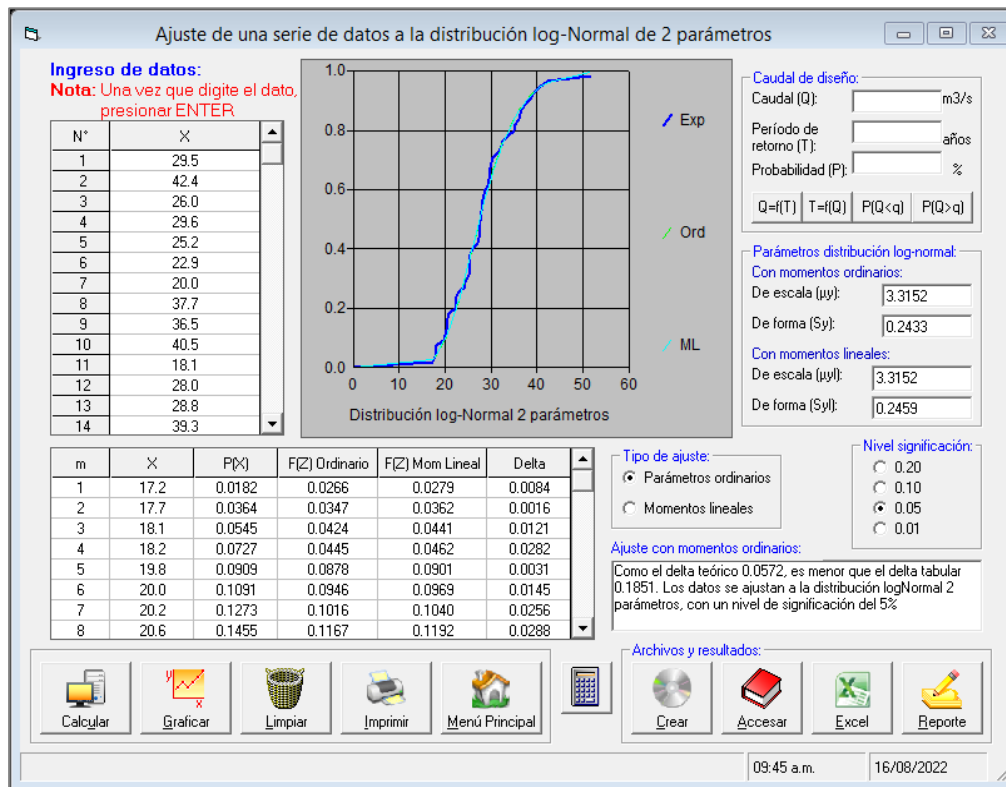 Ajuste de una serie de datos a la distribución log-Normal de 2 parámetros
Ingreso de datos:
Nota: Una vez que digite el dato,
presionar ENTER
N° X
1 29.5
2 42.4
3 26.0
4 29.6
5 25.2
6 22.9
7 20.0
8 37.7
9 36.5
10 40.5
11 18.1
12 28.0
13 28.8
14 39.3
1.0
0.8
0.6
0.4
0.2
0.0
0 10 20 30 40 50 60
Exp
Ord
ML
Distribución log-Normal 2 parámetros
Caudal de diseño:
Caudal (Q): m3/s
Período de
retorno (T): años
Probabilidad (P): %
Q=f(T) T=f(Q) P(Q<q) P(Q>q)
Parámetros distribución log-normal:
Con momentos ordinarios:
De escala (µy): 3.3152
De forma (Sy): 0.2433
Con momentos lineales:
De escala (µyl): 3.3152
De forma (Syl): 0.2459
m X P(X) F(Z) Ordinario F(Z) Mom Lineal Delta
1 17.2 0.0182 0.0266 0.0279 0.0084
2 17.7 0.0364 0.0347 0.0362 0.0016
3 18.1 0.0545 0.0424 0.0441 0.0121
4 18.2 0.0727 0.0445 0.0462 0.0282
5 19.8 0.0909 0.0878 0.0901 0.0031
6 20.0 0.1091 0.0946 0.0969 0.0145
7 20.2 0.1273 0.1016 0.1040 0.0256
8 20.6 0.1455 0.1167 0.1192 0.0288
Tipo de ajuste:
Parámetros ordinarios
Momentos lineales
Nivel significación:
0.20
0.10
0.05
0.01
Ajuste con momentos ordinarios:
Como el delta teórico 0.0572, es menor que el delta tabular
0.1851. Los datos se ajustan a la distribución logNormal 2
parámetros, con un nivel de significación del 5%
Calcular
Graficar
Limpiar
Imprimir
Menú Principal
Archivos y resultados:
Crear
Accesar
Excel
Reporte
09:45 a.m.
16/08/2022